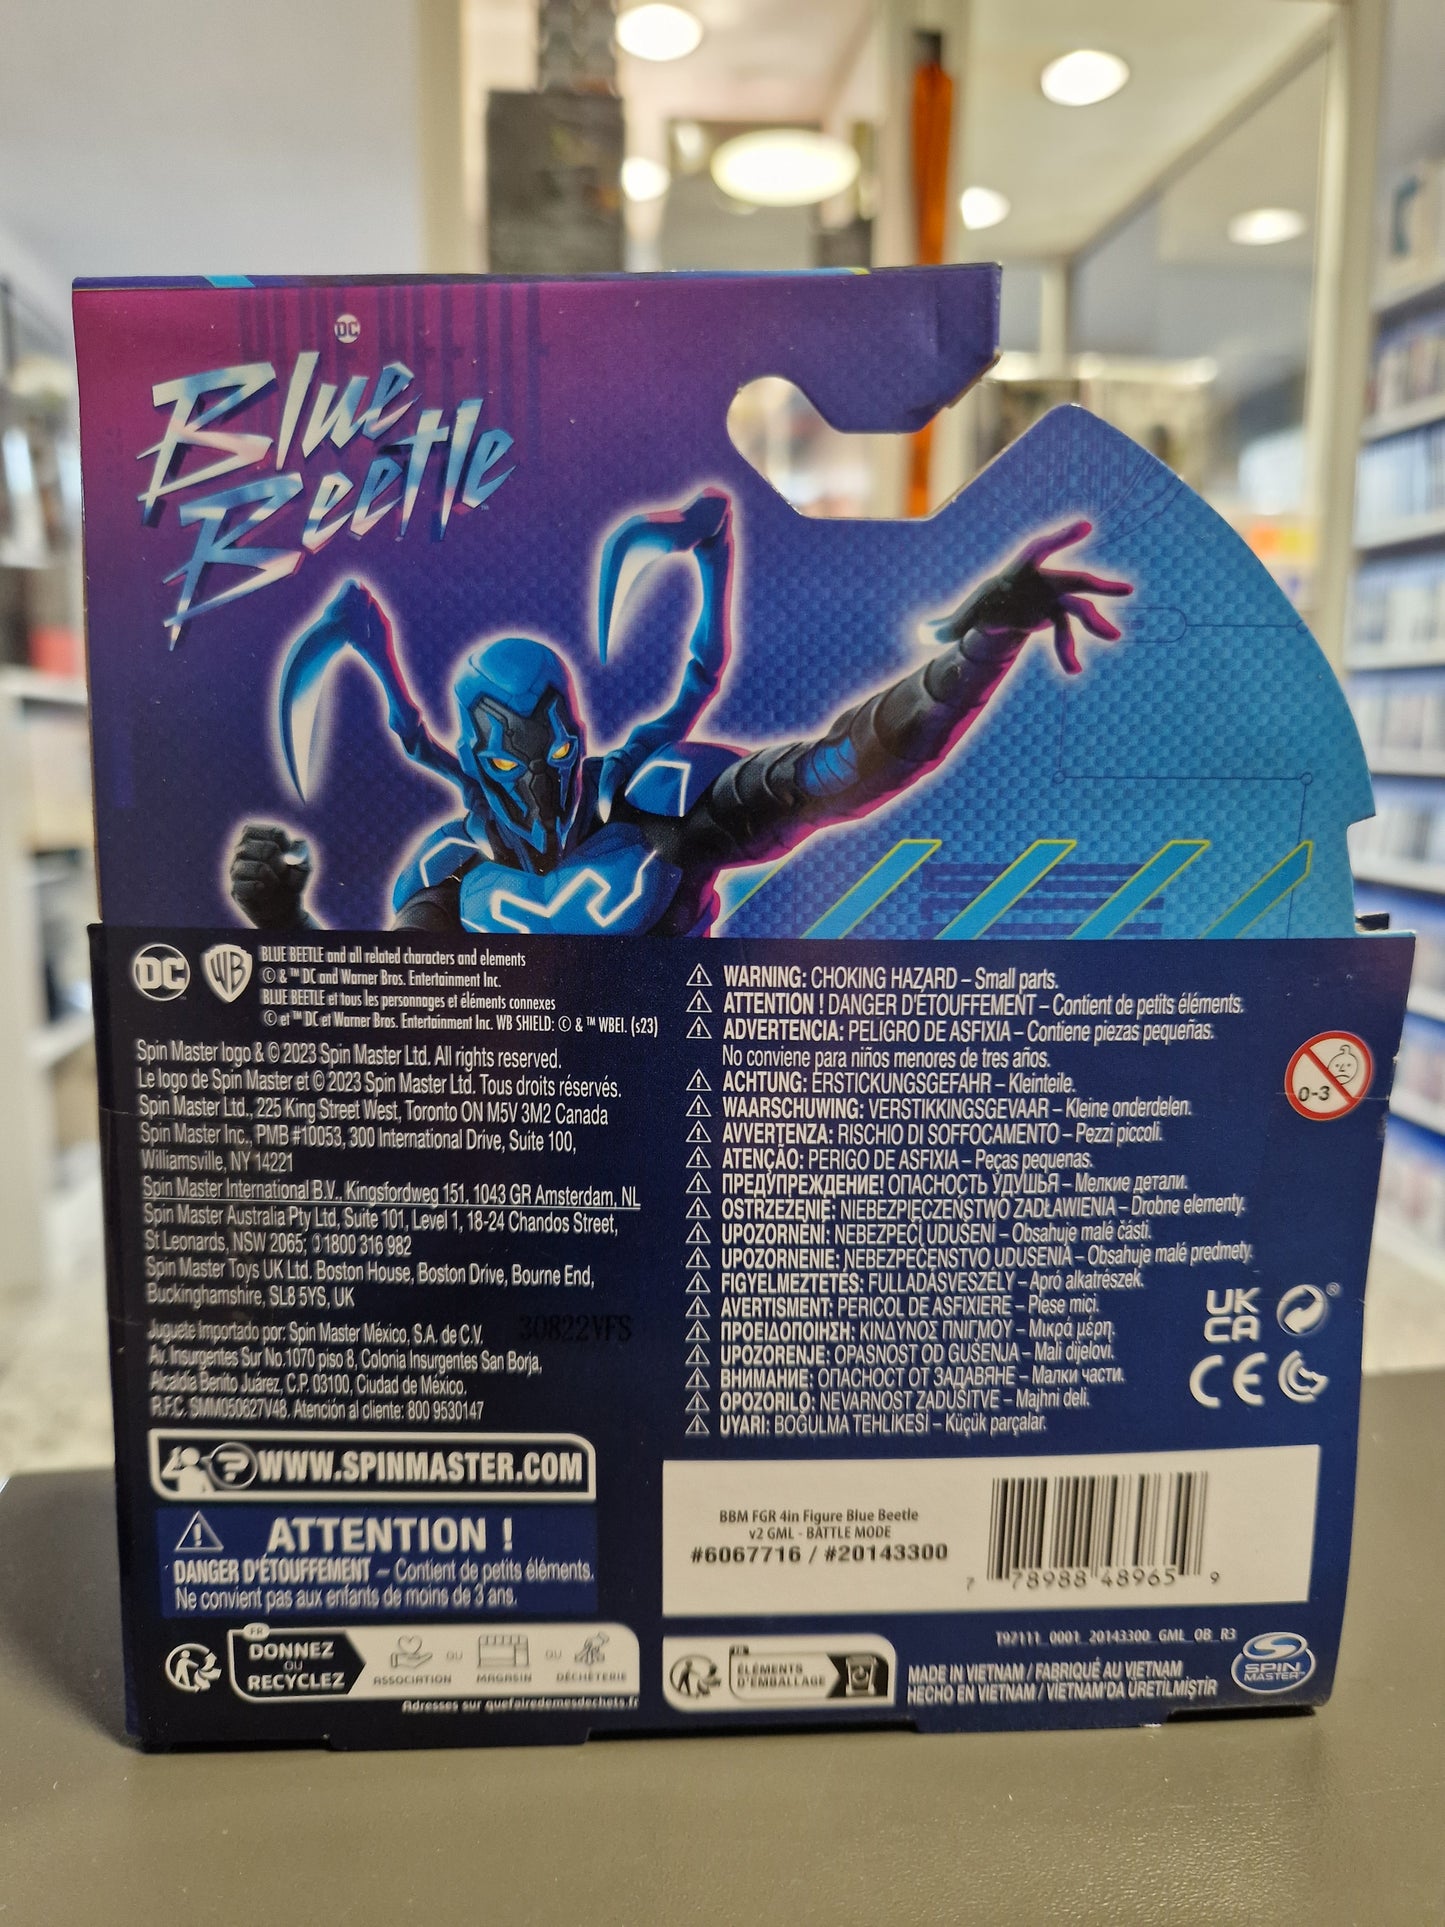 DC
Blue
Beetle
DC WB BLUE BEETLE and all related characters and elements
© & ™ DC and Warner Bros. Entertainment Inc.
BLUE BEETLE et tous les personnages et éléments connexes
© et ™ DC et Warner Bros. Entertainment Inc. WB SHIELD: © & ™ WBEI. (s23)
Spin Master logo & © 2023 Spin Master Ltd. All rights reserved.
Le logo de Spin Master et © 2023 Spin Master Ltd. Tous droits réservés.
Spin Master Ltd., 225 King Street West, Toronto ON M5V 3M2 Canada
Spin Master Inc., PMB #10053, 300 International Drive, Suite 100,
Williamsville, NY 14221
Spin Master International B.V., Kingsfordweg 151, 1043 GR Amsterdam, NL
Spin Master Australia Pty Ltd, Suite 101, Level 1, 18-24 Chandos Street,
St Leonards, NSW 2065; 1800 316 982
Spin Master Toys UK Ltd. Boston House, Boston Drive, Bourne End,
Buckinghamshire, SL8 5YS, UK
30822VFS
Juguete Importado por: Spin Master México, S.A. de C.V.
Av. Insurgentes Sur No.1070 piso 8, Colonia Insurgentes San Borja,
Alcaldía Benito Juárez, C.P. 03100, Ciudad de México.
R.F.C. SMM050627V48. Atención al cliente: 800 9530147
WWW.SPINMASTER.COM
ATTENTION !
DANGER D'ÉTOUFFEMENT – Contient de petits éléments.
Ne convient pas aux enfants de moins de 3 ans.
FR
DONNEZ
OU
RECYCLEZ
ASSOCIATION OU MAGASIN OU DÉCHÈTERIE
Adresses sur quefairedemesdechets.fr
⚠ WARNING: CHOKING HAZARD – Small parts.
⚠ ATTENTION ! DANGER D'ÉTOUFFEMENT – Contient de petits éléments.
⚠ ADVERTENCIA: PELIGRO DE ASFIXIA – Contiene piezas pequeñas.
No conviene para niños menores de tres años.
⚠ ACHTUNG: ERSTICKUNGSGEFAHR – Kleinteile.
⚠ WAARSCHUWING: VERSTIKKINGSGEVAAR – Kleine onderdelen.
⚠ AVVERTENZA: RISCHIO DI SOFFOCAMENTO – Pezzi piccoli.
⚠ ATENÇÃO: PERIGO DE ASFIXIA – Peças pequenas.
⚠ ПРЕДУПРЕЖДЕНИЕ! ОПАСНОСТЬ УДУШЬЯ – Мелкие детали.
⚠ OSTRZEŻENIE: NIEBEZPIECZEŃSTWO ZADŁAWIENIA – Drobne elementy.
⚠ UPOZORNĚNÍ: NEBEZPEČÍ UDUŠENÍ – Obsahuje malé části.
⚠ UPOZORNENIE: NEBEZPEČENSTVO UDUSENIA – Obsahuje malé predmety.
⚠ FIGYELMEZTETÉS: FULLADÁSVESZÉLY – Apró alkatrészek.
⚠ AVERTISMENT: PERICOL DE ASFIXIERE – Piese mici.
⚠ ΠΡΟΕΙΔΟΠΟΙΗΣΗ: ΚΙΝΔΥΝΟΣ ΠΝΙΓΜΟΥ – Μικρά μέρη.
⚠ UPOZORENJE: OPASNOST OD GUŠENJA – Mali dijelovi.
⚠ ВНИМАНИЕ: ОПАСНОСТ ОТ ЗАДАВЯНЕ – Малки части.
⚠ OPOZORILO: NEVARNOST ZADUŠITVE – Majhni deli.
⚠ UYARI: BOĞULMA TEHLİKESİ – Küçük parçalar.
0-3
UK
CA
CE
BBM FGR 4in Figure Blue Beetle
v2 GML - BATTLE MODE
#6067716 / #20143300
7 78988 48965 9
T97111_0001_20143300_GML_OB_R3
FR
ÉLÉMENTS
D'EMBALLAGE
MADE IN VIETNAM / FABRIQUÉ AU VIETNAM
HECHO EN VIETNAM / VIETNAM'DA ÜRETİLMİŞTİR
SPIN
MASTER